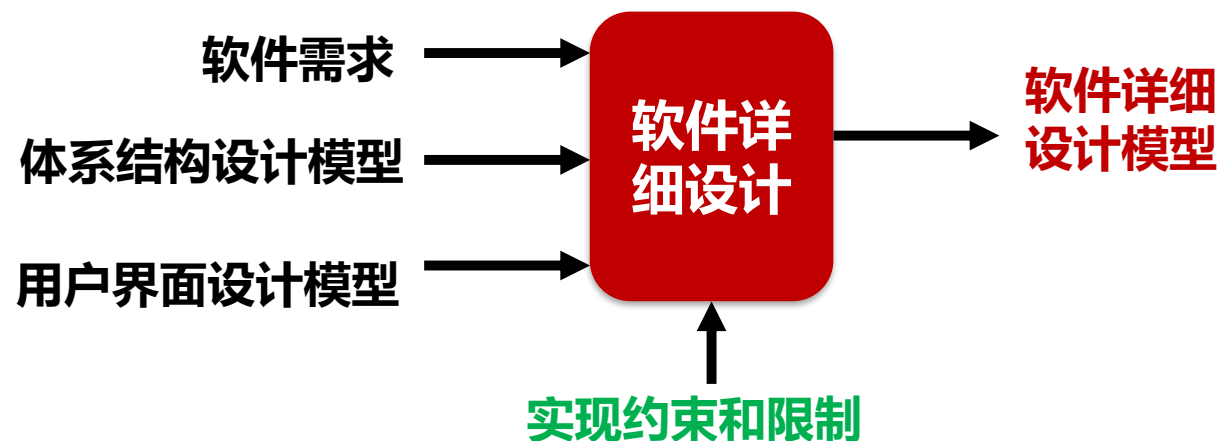 软件需求
体系结构设计模型
用户界面设计模型
软件详
细设计
软件详细
设计模型
实现约束和限制